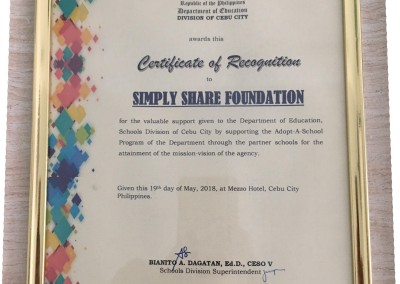 Republic of the Philippines
Department of Education
DIVISION OF CEBU CITY
awards this
Certificate of Recognition
to
SIMPLY SHARE FOUNDATION
for the valuable support given to the Department of Education,
Schools Division of Cebu City by supporting the Adopt-A-School
Program of the Department through the partner schools for the
attainment of the mission-vision of the agency.
Given this 19th day of May, 2018, at Mezzo Hotel, Cebu City
Philippines.
BIANITO A. DAGATAN, Ed.D., CESO V
Schools Division Superintendent